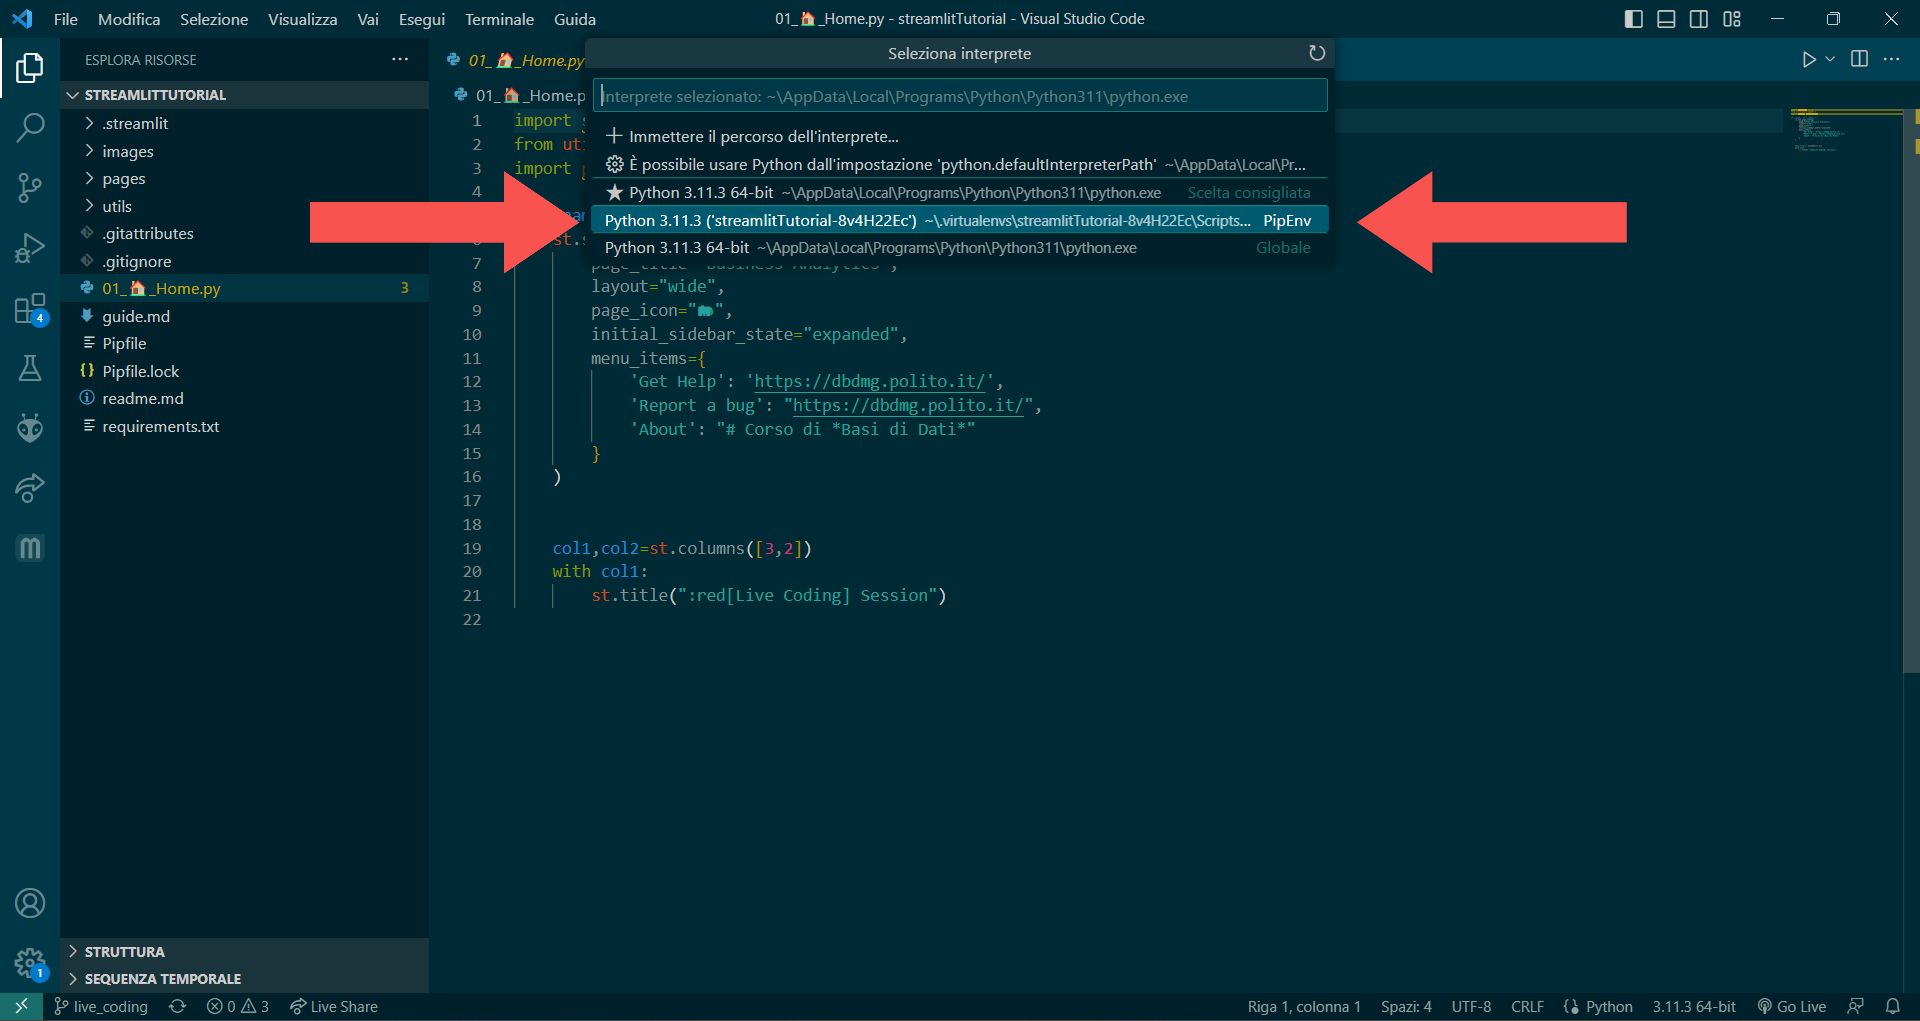 File Modifica Selezione Visualizza Vai Esegui Terminale Guida
01_🏠_Home.py - streamlitTutorial - Visual Studio Code
ESPLORA RISORSE
STREAMLITTUTORIAL
.streamlit
images
pages
utils
.gitattributes
.gitignore
01_🏠_Home.py 3
guide.md
Pipfile
Pipfile.lock
readme.md
requirements.txt
STRUTTURA
SEQUENZA TEMPORALE
4
1
01_🏠_Home.py
01_🏠_Home.p
Seleziona interprete
Interprete selezionato: ~\AppData\Local\Programs\Python\Python311\python.exe
Immettere il percorso dell'interprete...
È possibile usare Python dall'impostazione 'python.defaultInterpreterPath' ~\AppData\Local\Pr...
Python 3.11.3 64-bit ~\AppData\Local\Programs\Python\Python311\python.exe Scelta consigliata
Python 3.11.3 ('streamlitTutorial-8v4H22Ec') ~\.virtualenvs\streamlitTutorial-8v4H22Ec\Scripts... PipEnv
Python 3.11.3 64-bit ~\AppData\Local\Programs\Python\Python311\python.exe Globale
1 import
2 from
3 import
4
7 page_title="Business Analytics",
8 layout="wide",
9 page_icon="🐘",
10 initial_sidebar_state="expanded",
11 menu_items={
12 'Get Help': 'https://dbdmg.polito.it/',
13 'Report a bug': "https://dbdmg.polito.it/",
14 'About': "# Corso di *Basi di Dati*"
15 }
16 )
17
18
19 col1,col2=st.columns([3,2])
20 with col1:
21 st.title(":red[Live Coding] Session")
22
live_coding 0 3 Live Share
Riga 1, colonna 1 Spazi: 4 UTF-8 CRLF Python 3.11.3 64-bit Go Live